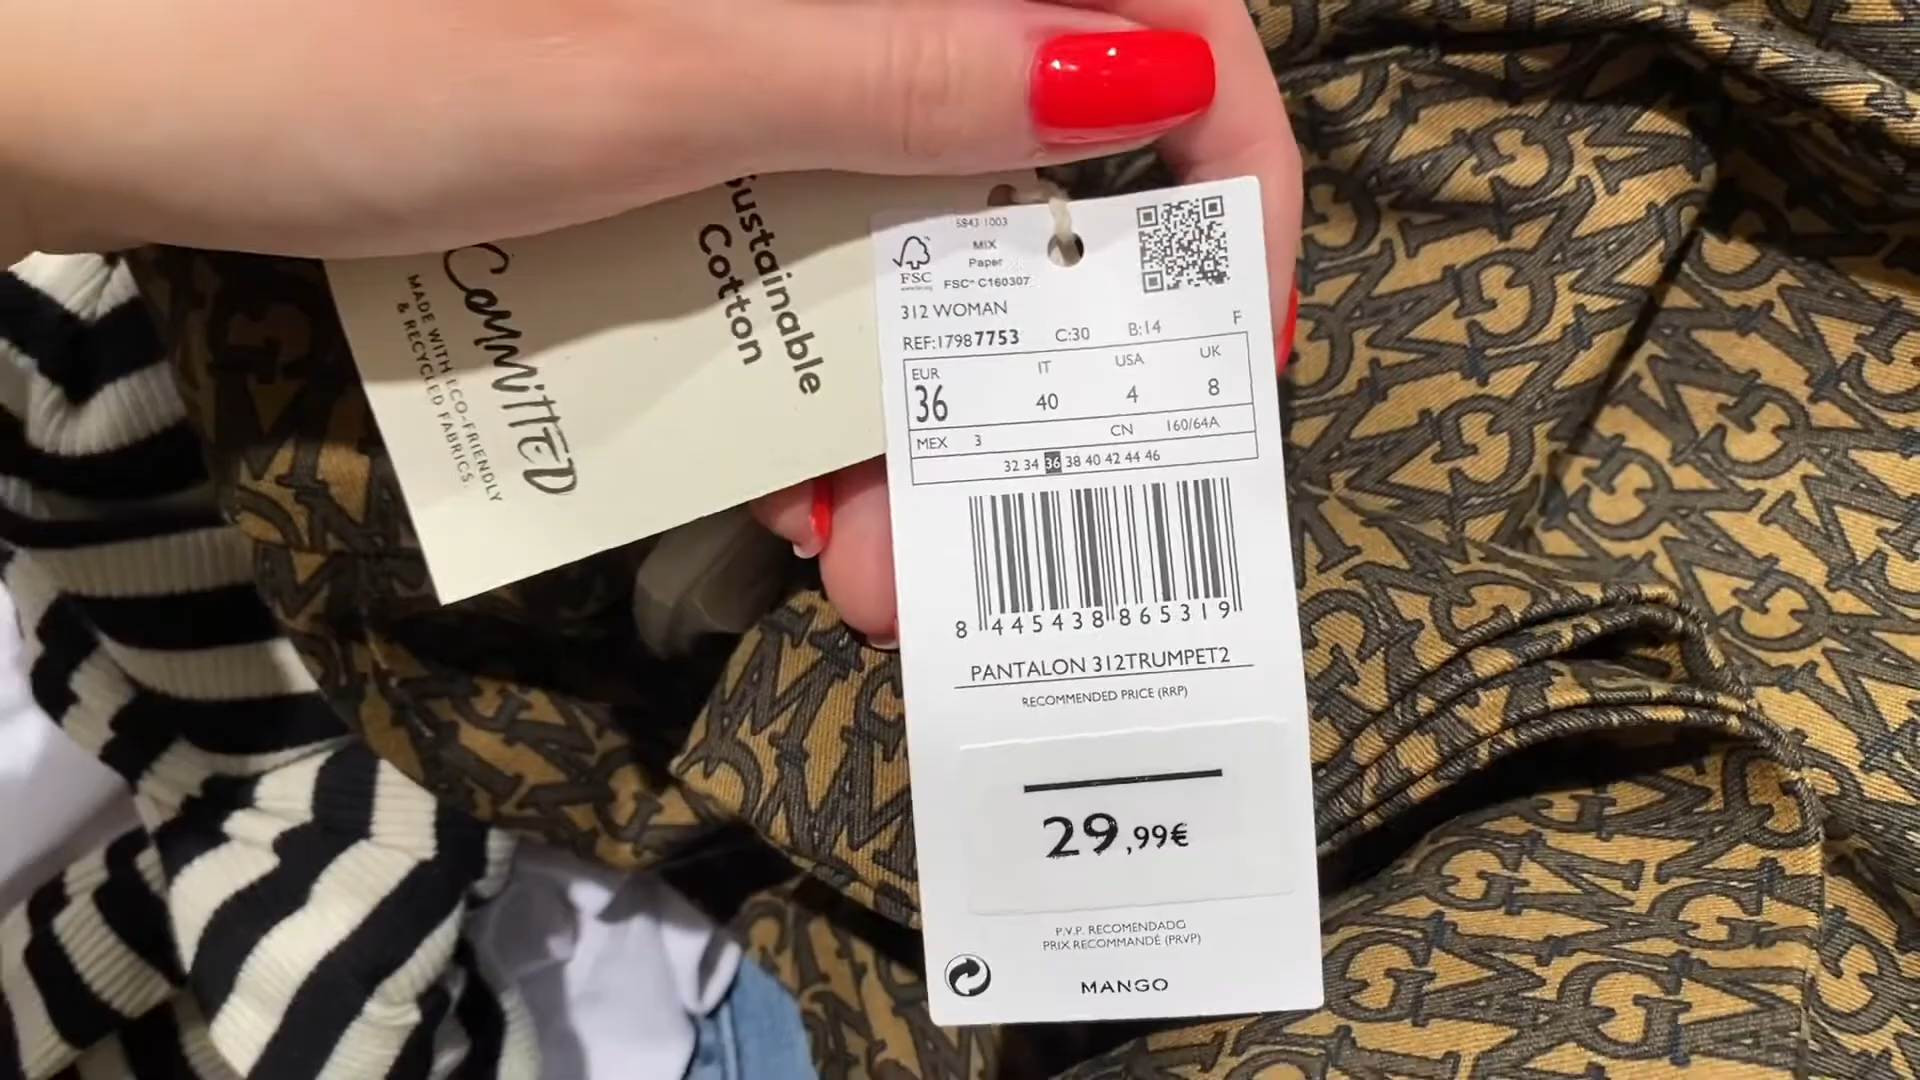 Sustainable
Cotton
Committed
MADE WITH ECO-FRIENDLY
& RECYCLED FABRICS.
5843 1003
MIX
Paper
FSC
FSC™ C160307
312 WOMAN
REF:17987753 C:30 B:14 F
EUR IT USA UK
36 40 4 8
MEX 3 CN 160/64A
32 34 36 38 40 42 44 46
8 445438 865319
PANTALON 312TRUMPET2
RECOMMENDED PRICE (RRP)
29,99€
P.V.P. RECOMENDADO
PRIX RECOMMANDÉ (PRVP)
MANGO